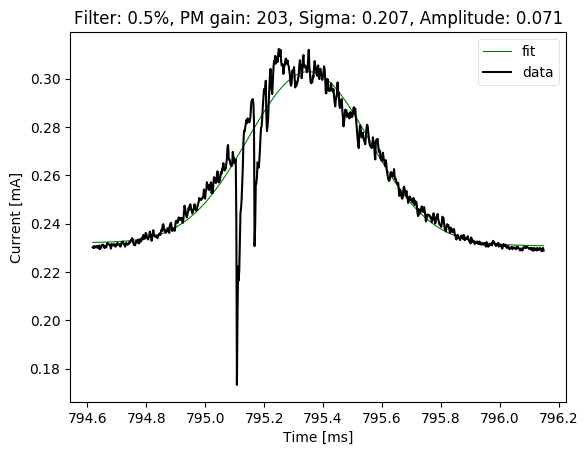 Filter: 0.5%, PM gain: 203, Sigma: 0.207, Amplitude: 0.071
fit
data
Current [mA]
0.30
0.28
0.26
0.24
0.22
0.20
0.18
794.6 794.8 795.0 795.2 795.4 795.6 795.8 796.0 796.2
Time [ms]